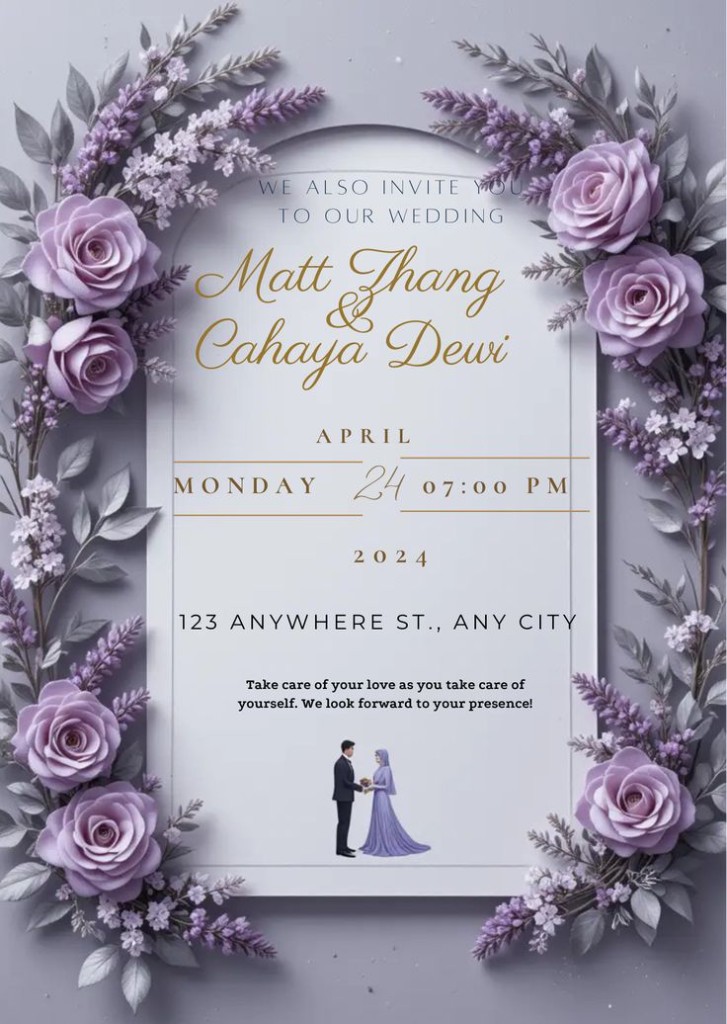 WE ALSO INVITE YOU
TO OUR WEDDING
Matt Zhang
&
Cahaya Dewi
APRIL
MONDAY 24 07:00 PM
2024
123 ANYWHERE ST., ANY CITY
Take care of your love as you take care of
yourself. We look forward to your presence!